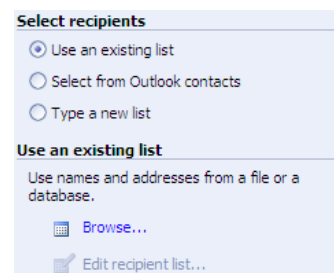 Select recipients
Use an existing list
Select from Outlook contacts
Type a new list
Use an existing list
Use names and addresses from a file or a
database.
Browse...
Edit recipient list...